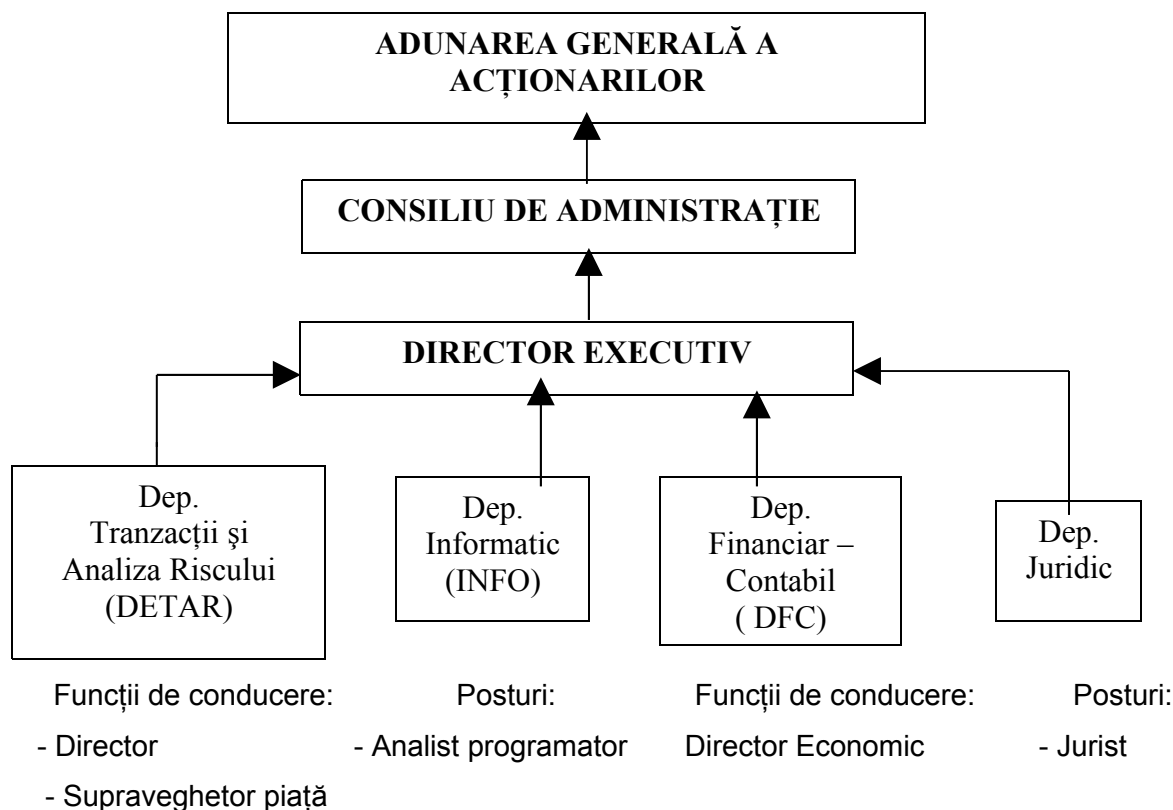 ADUNAREA GENERALĂ A
ACȚIONARILOR
CONSILIU DE ADMINISTRAȚIE
DIRECTOR EXECUTIV
Dep.
Tranzacții şi
Analiza Riscului
(DETAR)
Dep.
Informatic
(INFO)
Dep.
Financiar –
Contabil
( DFC)
Dep.
Juridic
Funcții de conducere:
- Director
- Supraveghetor piață
Posturi:
- Analist programator
Funcții de conducere:
Director Economic
Posturi:
- Jurist